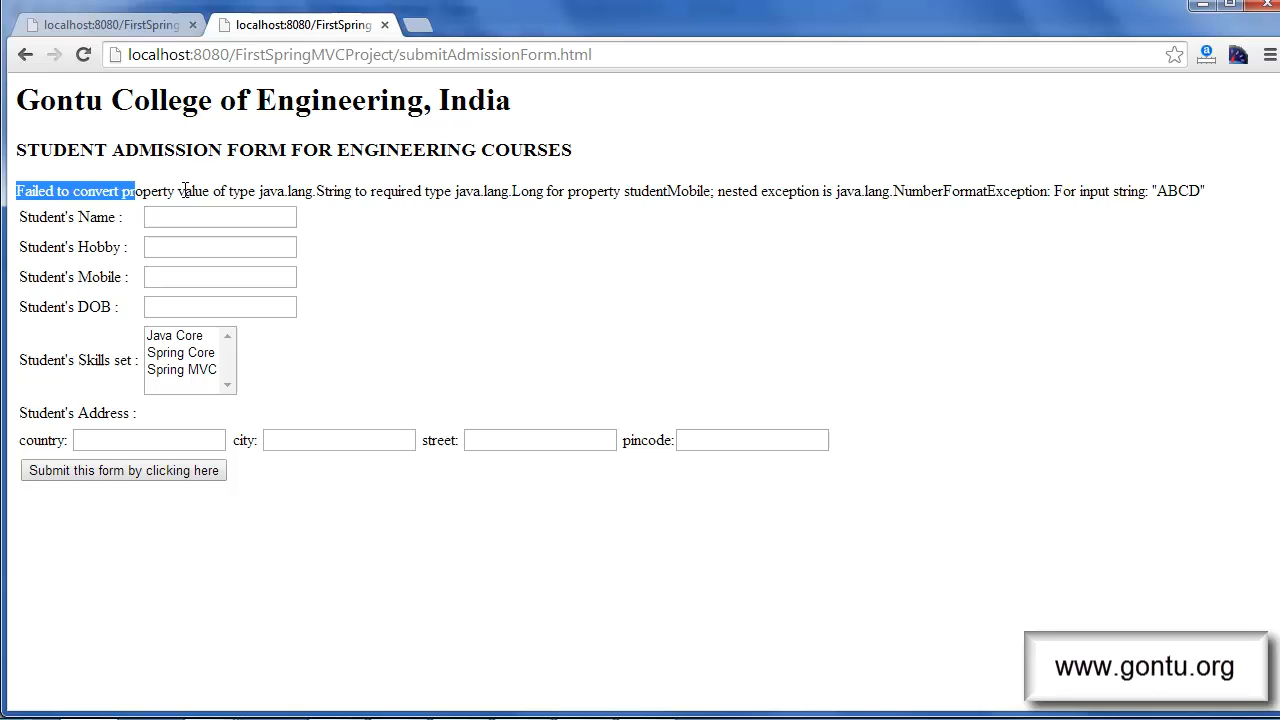 localhost:8080/FirstSpring
localhost:8080/FirstSpring
localhost:8080/FirstSpringMVCProject/submitAdmissionForm.html
Gontu College of Engineering, India
STUDENT ADMISSION FORM FOR ENGINEERING COURSES
Failed to convert property value of type java.lang.String to required type java.lang.Long for property studentMobile; nested exception is java.lang.NumberFormatException: For input string: "ABCD"
Student's Name :
Student's Hobby :
Student's Mobile :
Student's DOB :
Java Core
Spring Core
Student's Skills set :
Spring MVC
Student's Address :
country: city: street: pincode:
Submit this form by clicking here
www.gontu.org